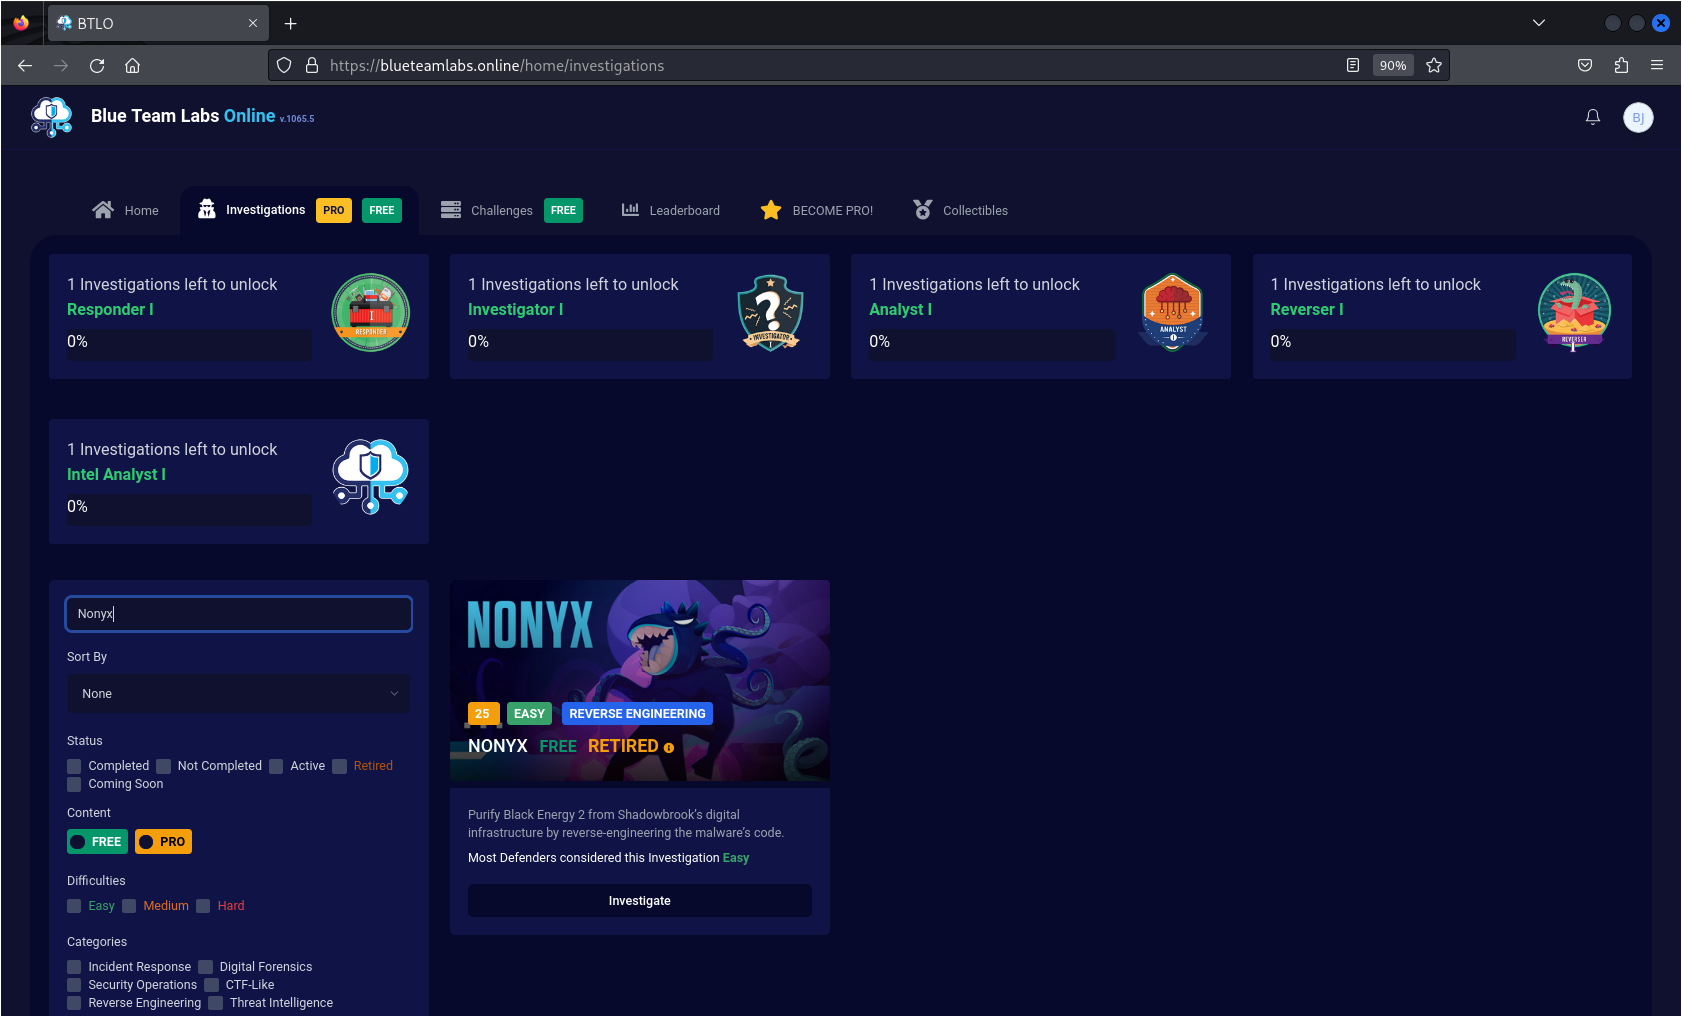 BTLO
https://blueteamlabs.online/home/investigations
90%
Blue Team Labs Online v.1065.5
BJ
Home
Investigations PRO FREE
Challenges FREE
Leaderboard
BECOME PRO!
Collectibles
1 Investigations left to unlock
Responder I
0%
I
RESPONDER
1 Investigations left to unlock
Investigator I
0%
?
INVESTIGATOR
I
1 Investigations left to unlock
Analyst I
0%
ANALYST
I
1 Investigations left to unlock
Reverser I
0%
REVERSER
I
1 Investigations left to unlock
Intel Analyst I
0%
Nonyx
Sort By
None
Status
Completed Not Completed Active Retired
Coming Soon
Content
FREE PRO
Difficulties
Easy Medium Hard
Categories
Incident Response Digital Forensics
Security Operations CTF-Like
Reverse Engineering Threat Intelligence
NONYX
25 EASY REVERSE ENGINEERING
NONYX FREE RETIRED
Purify Black Energy 2 from Shadowbrook’s digital
infrastructure by reverse-engineering the malware’s code.
Most Defenders considered this Investigation Easy
Investigate